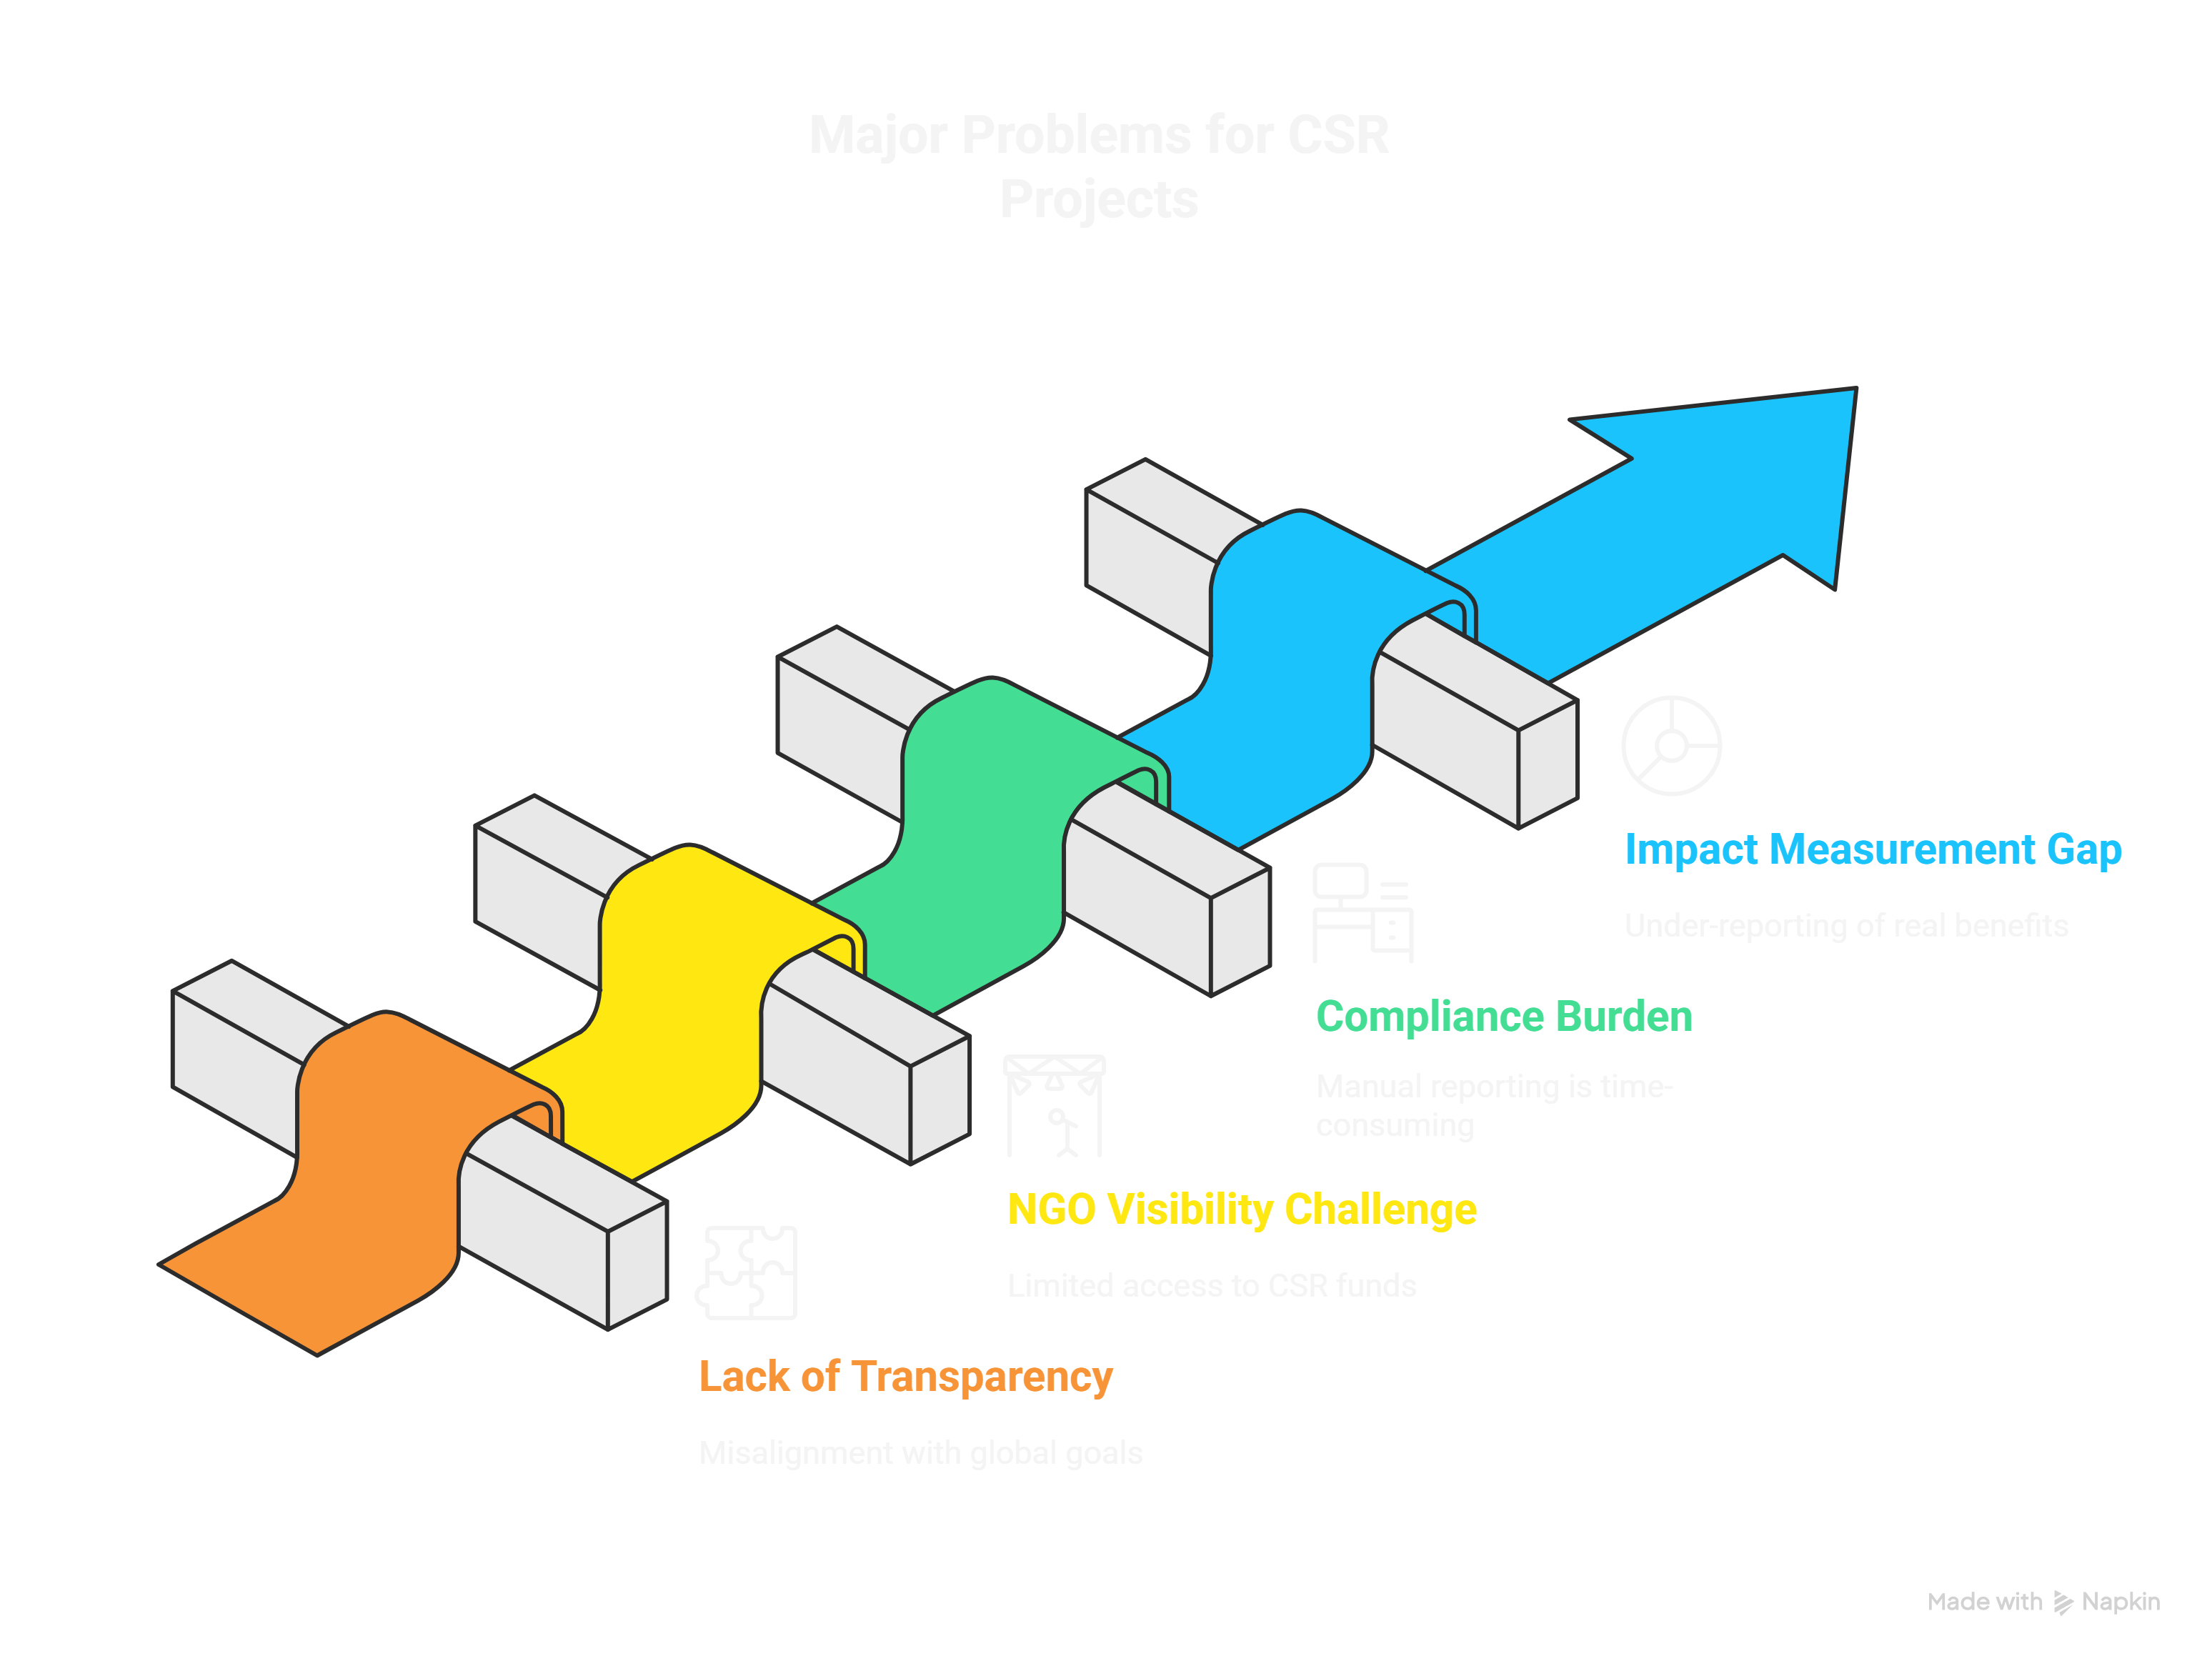 Major Problems for CSR
Projects
Impact Measurement Gap
Under-reporting of real benefits
Compliance Burden
Manual reporting is time-
consuming
NGO Visibility Challenge
Limited access to CSR funds
Lack of Transparency
Misalignment with global goals
Made with Napkin